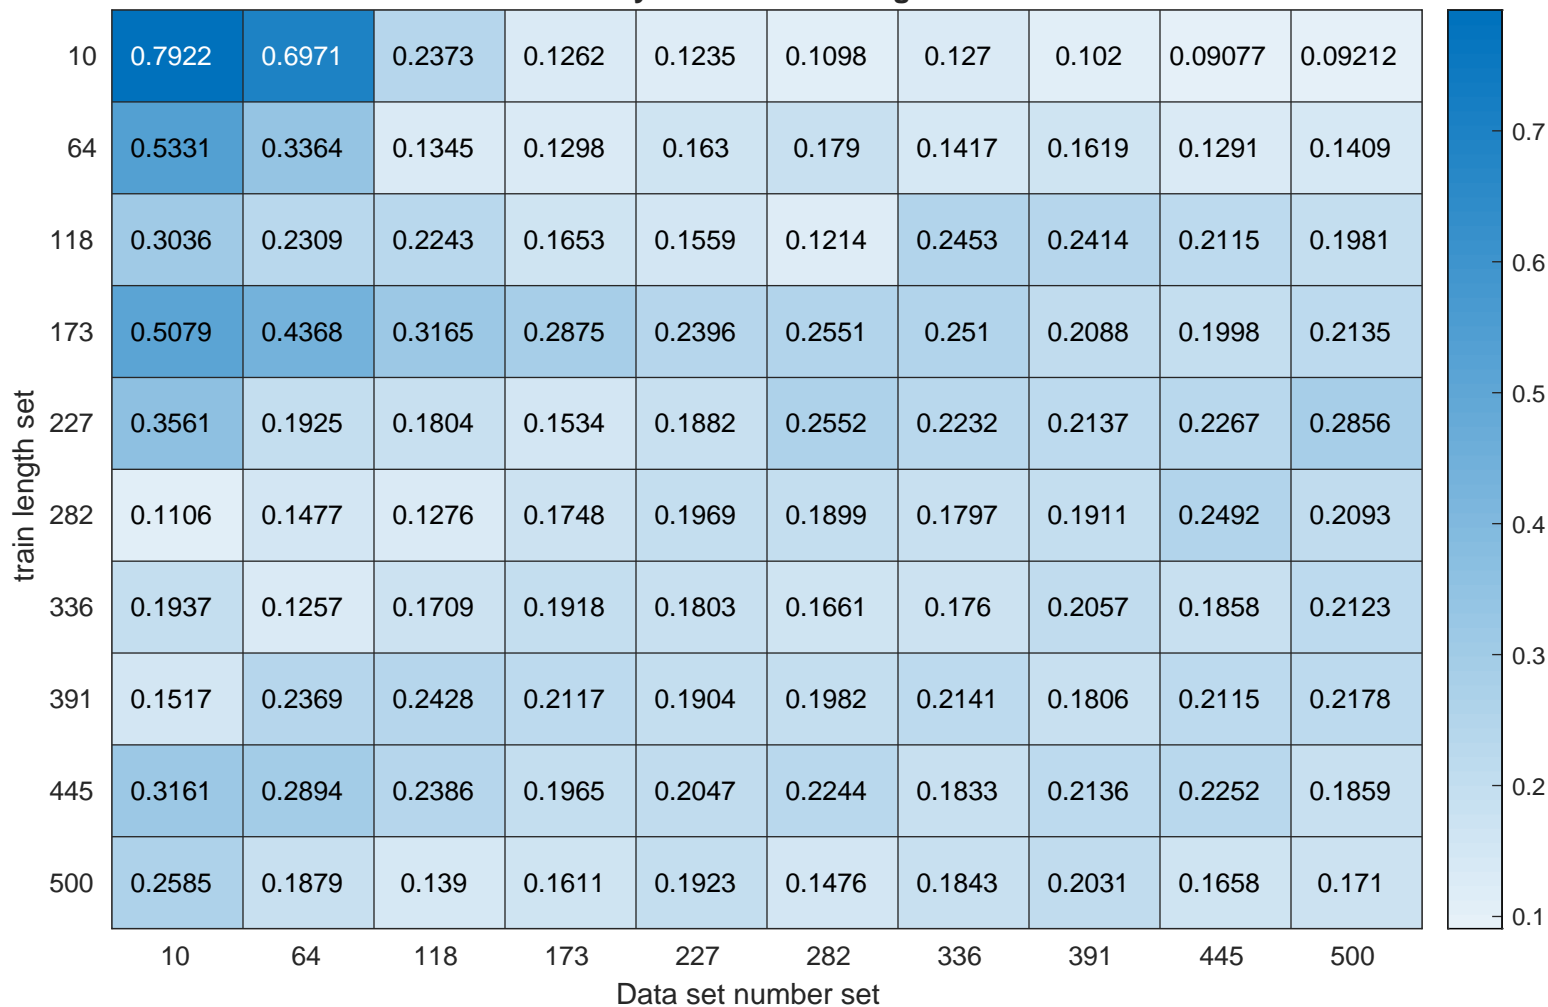 10 0.7922 0.6971 0.2373 0.1262 0.1235 0.1098 0.127 0.102 0.09077 0.09212
64 0.5331 0.3364 0.1345 0.1298 0.163 0.179 0.1417 0.1619 0.1291 0.1409
118 0.3036 0.2309 0.2243 0.1653 0.1559 0.1214 0.2453 0.2414 0.2115 0.1981
173 0.5079 0.4368 0.3165 0.2875 0.2396 0.2551 0.251 0.2088 0.1998 0.2135
227 0.3561 0.1925 0.1804 0.1534 0.1882 0.2552 0.2232 0.2137 0.2267 0.2856
282 0.1106 0.1477 0.1276 0.1748 0.1969 0.1899 0.1797 0.1911 0.2492 0.2093
336 0.1937 0.1257 0.1709 0.1918 0.1803 0.1661 0.176 0.2057 0.1858 0.2123
391 0.1517 0.2369 0.2428 0.2117 0.1904 0.1982 0.2141 0.1806 0.2115 0.2178
445 0.3161 0.2894 0.2386 0.1965 0.2047 0.2244 0.1833 0.2136 0.2252 0.1859
500 0.2585 0.1879 0.139 0.1611 0.1923 0.1476 0.1843 0.2031 0.1658 0.171
10 64 118 173 227 282 336 391 445 500
Data set number set
train length set
0.7
0.6
0.5
0.4
0.3
0.2
0.1